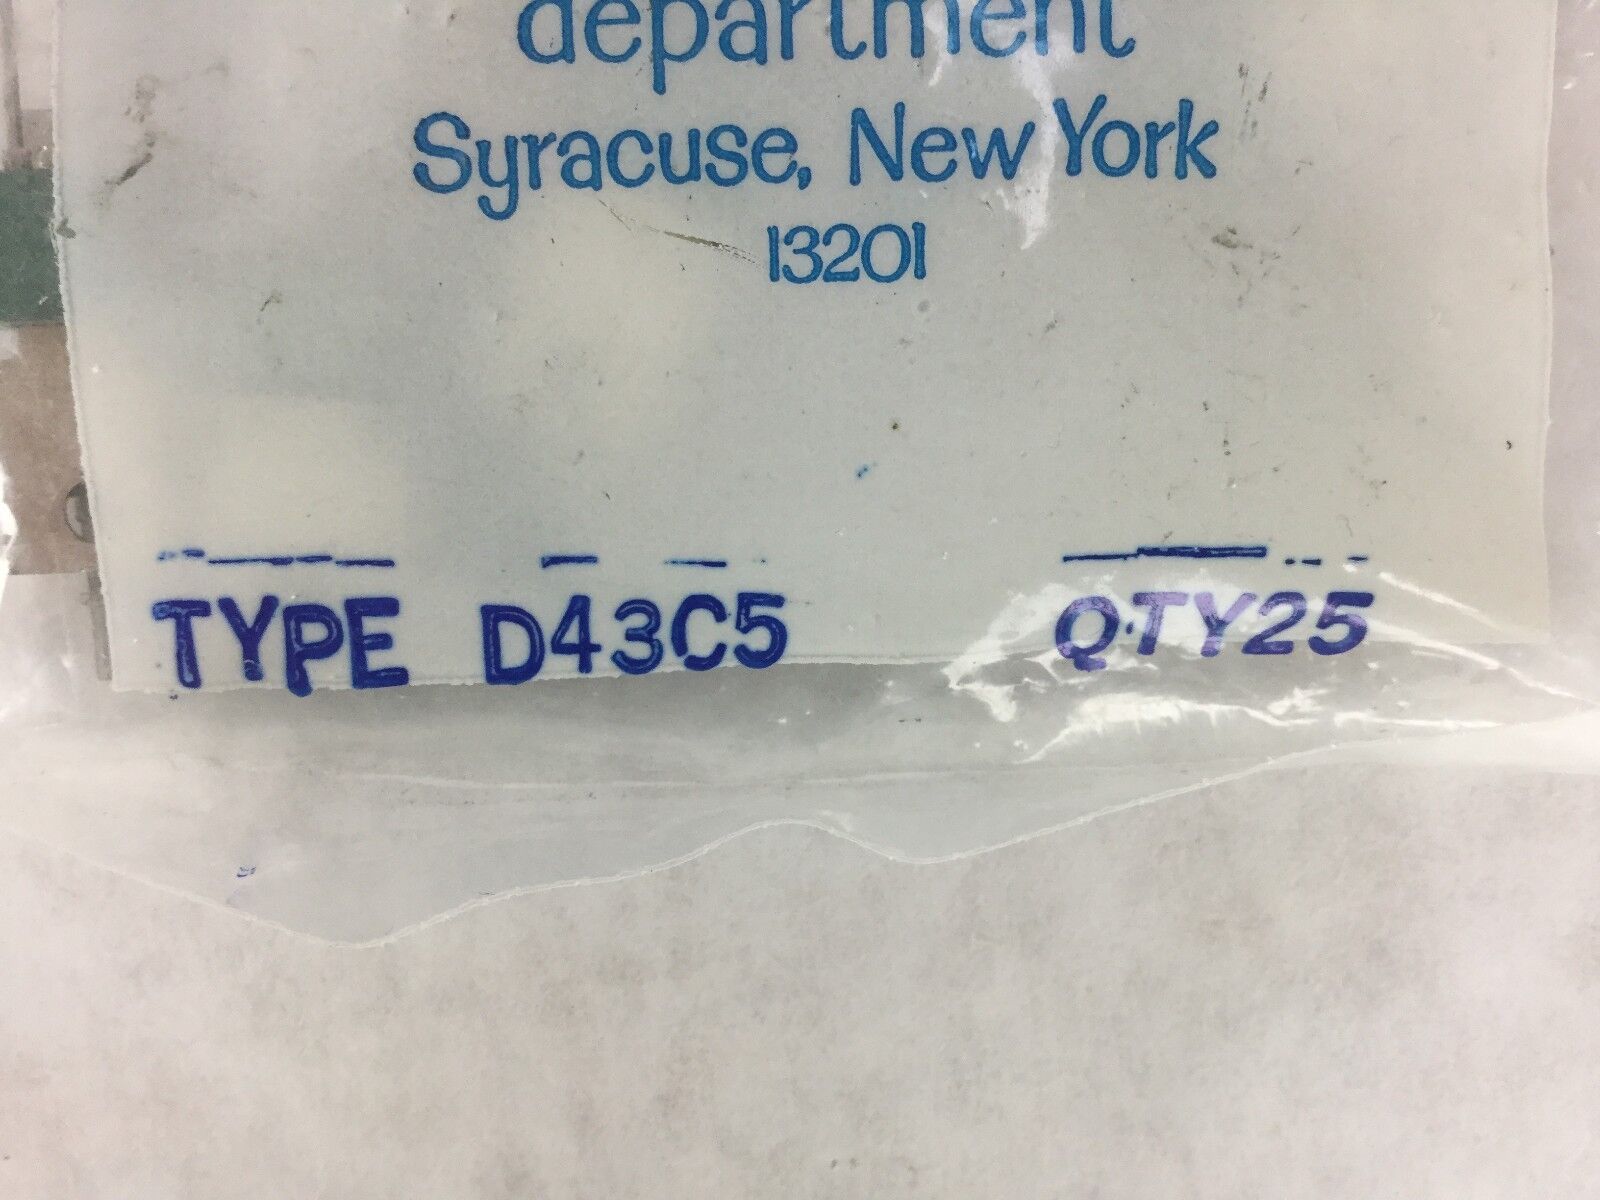 department
Syracuse, New York
13201
TYPE D43C5 QTY25